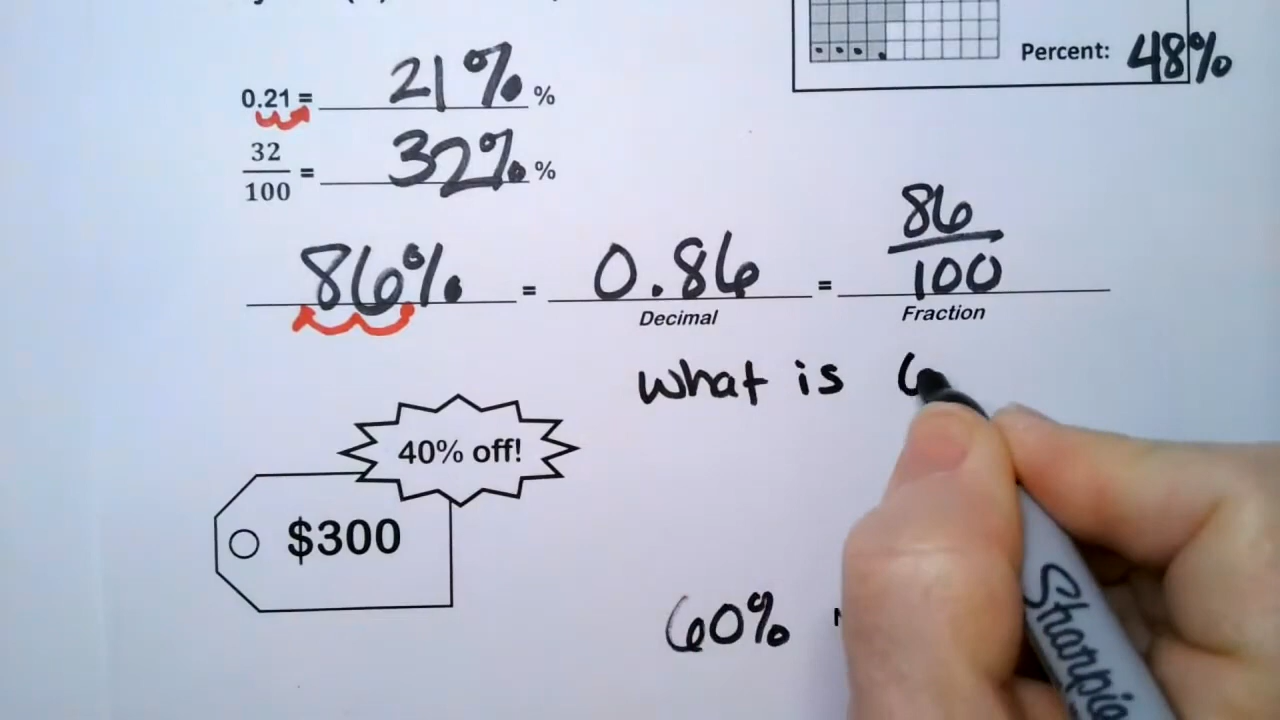 Percent: 48%
0.21 = 21% %
32
100 = 32% %
86% = 0.86 = 86
100
Decimal
Fraction
what is 6
40% off!
$300
60%
Sharpie